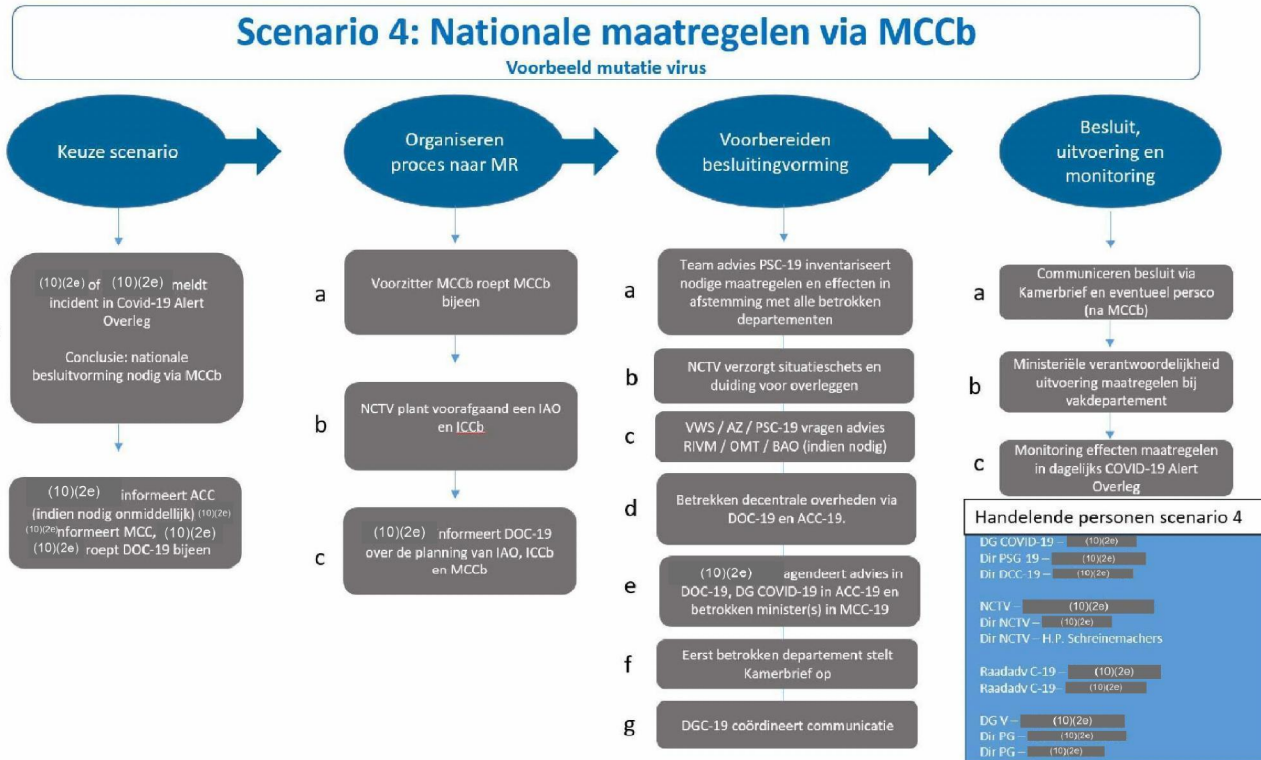 Scenario 4: Nationale maatregelen via MCCb
Voorbeeld mutatie virus
Keuze scenario
(10)(2e) of (10)(2e) meldt
incident in Covid-19 Alert
Overleg
Conclusie: nationale
besluitvorming nodig via MCCb
(10)(2e) informeert ACC
(indien nodig onmiddellijk) (10)(2e)
(10)(2e) nformeert MCC, (10)(2e)
(10)(2e) roept DOC-19 bijeen
Organiseren
proces naar MR
a
Voorzitter MCCb roept MCCb
bijeen
b
NCTV plant voorafgaand een IAO
en ICCb
c
(10)(2e) nformeert DOC-19
over de planning van IAO, ICCb
en MCCb
Voorbereiden
besluitingvorming
a
Team advies PSC-19 inventariseert
nodige maatregelen en effecten in
afstemming met alle betrokken
departementen
b
NCTV verzorgt situatieschets en
duiding voor overleggen
c
VWS / AZ / PSC-19 vragen advies
RIVM / OMT / BAO (indien nodig)
d
Betrekken decentrale overheden via
DOC-19 en ACC-19.
e
(10)(2e) agendeert advies in
DOC-19, DG COVID-19 in ACC-19 en
betrokken minister(s) in MCC-19
f
Eerst betrokken departement stelt
Kamerbrief op
g
DGC-19 coördineert communicatie
Besluit,
uitvoering en
monitoring
a
Communiceren besluit via
Kamerbrief en eventueel persco
(na MCCb)
b
Ministeriële verantwoordelijkheid
uitvoering maatregelen bij
vakdepartement
c
Monitoring effecten maatregelen
in dagelijks COVID-19 Alert
Overleg
Handelende personen scenario 4
DG COVID-19 – (10)(2e)
Dir PSG 19 – (10)(2e)
Dir DCC-19 – (10)(2e)
NCTV – (10)(2e)
Dir NCTV – (10)(2e)
Dir NCTV – H.P. Schreinemachers
Raadadv C-19 – (10)(2e)
Raadadv C-19 – (10)(2e)
DG V – (10)(2e)
Dir PG – (10)(2e)
Dir PG – (10)(2e)